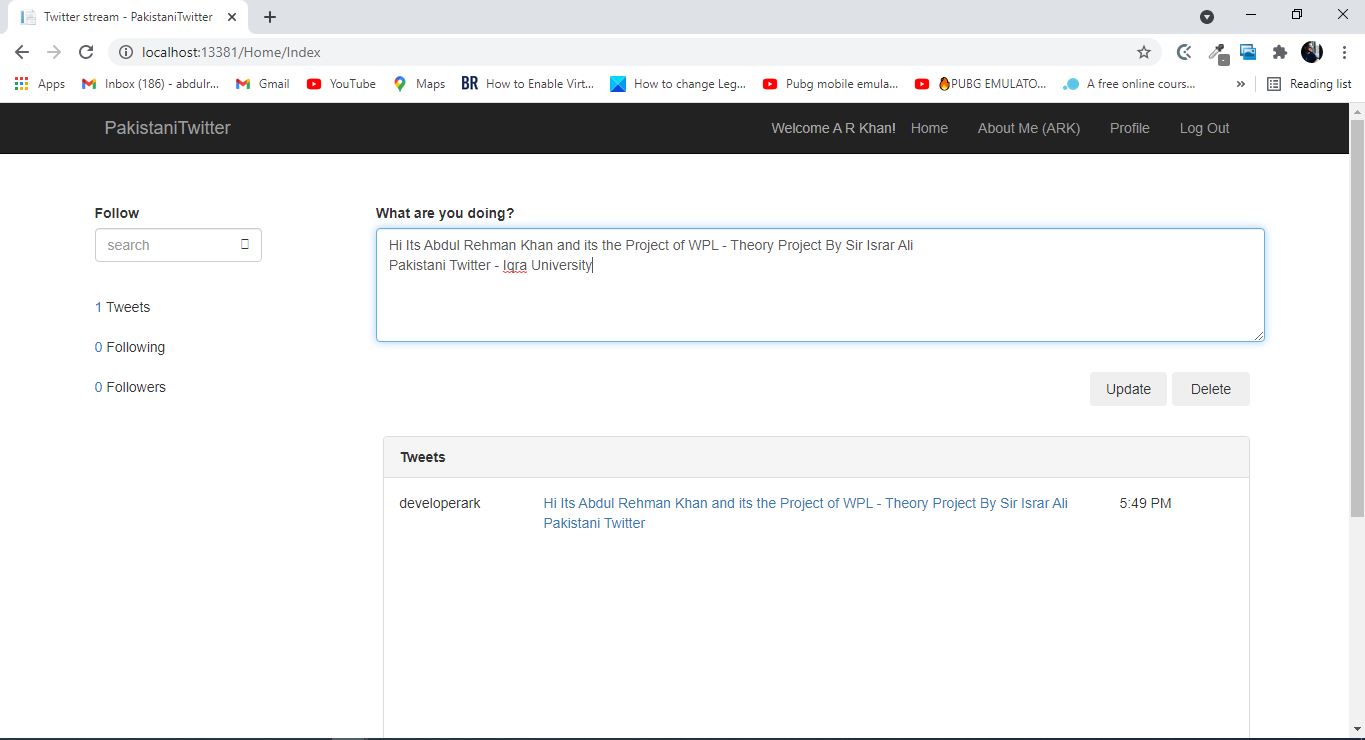 Twitter stream - PakistaniTwitter
localhost:13381/Home/Index
Apps
Inbox (186) - abdulr...
Gmail
YouTube
Maps
BR How to Enable Virt...
How to change Leg...
Pubg mobile emula...
PUBG EMULATO...
A free online cours...
»
Reading list
PakistaniTwitter
Welcome A R Khan!
Home
About Me (ARK)
Profile
Log Out
Follow
search
1 Tweets
0 Following
0 Followers
What are you doing?
Hi Its Abdul Rehman Khan and its the Project of WPL - Theory Project By Sir Israr Ali
Pakistani Twitter - Iqra University
Update
Delete
Tweets
developerark
Hi Its Abdul Rehman Khan and its the Project of WPL - Theory Project By Sir Israr Ali
Pakistani Twitter
5:49 PM